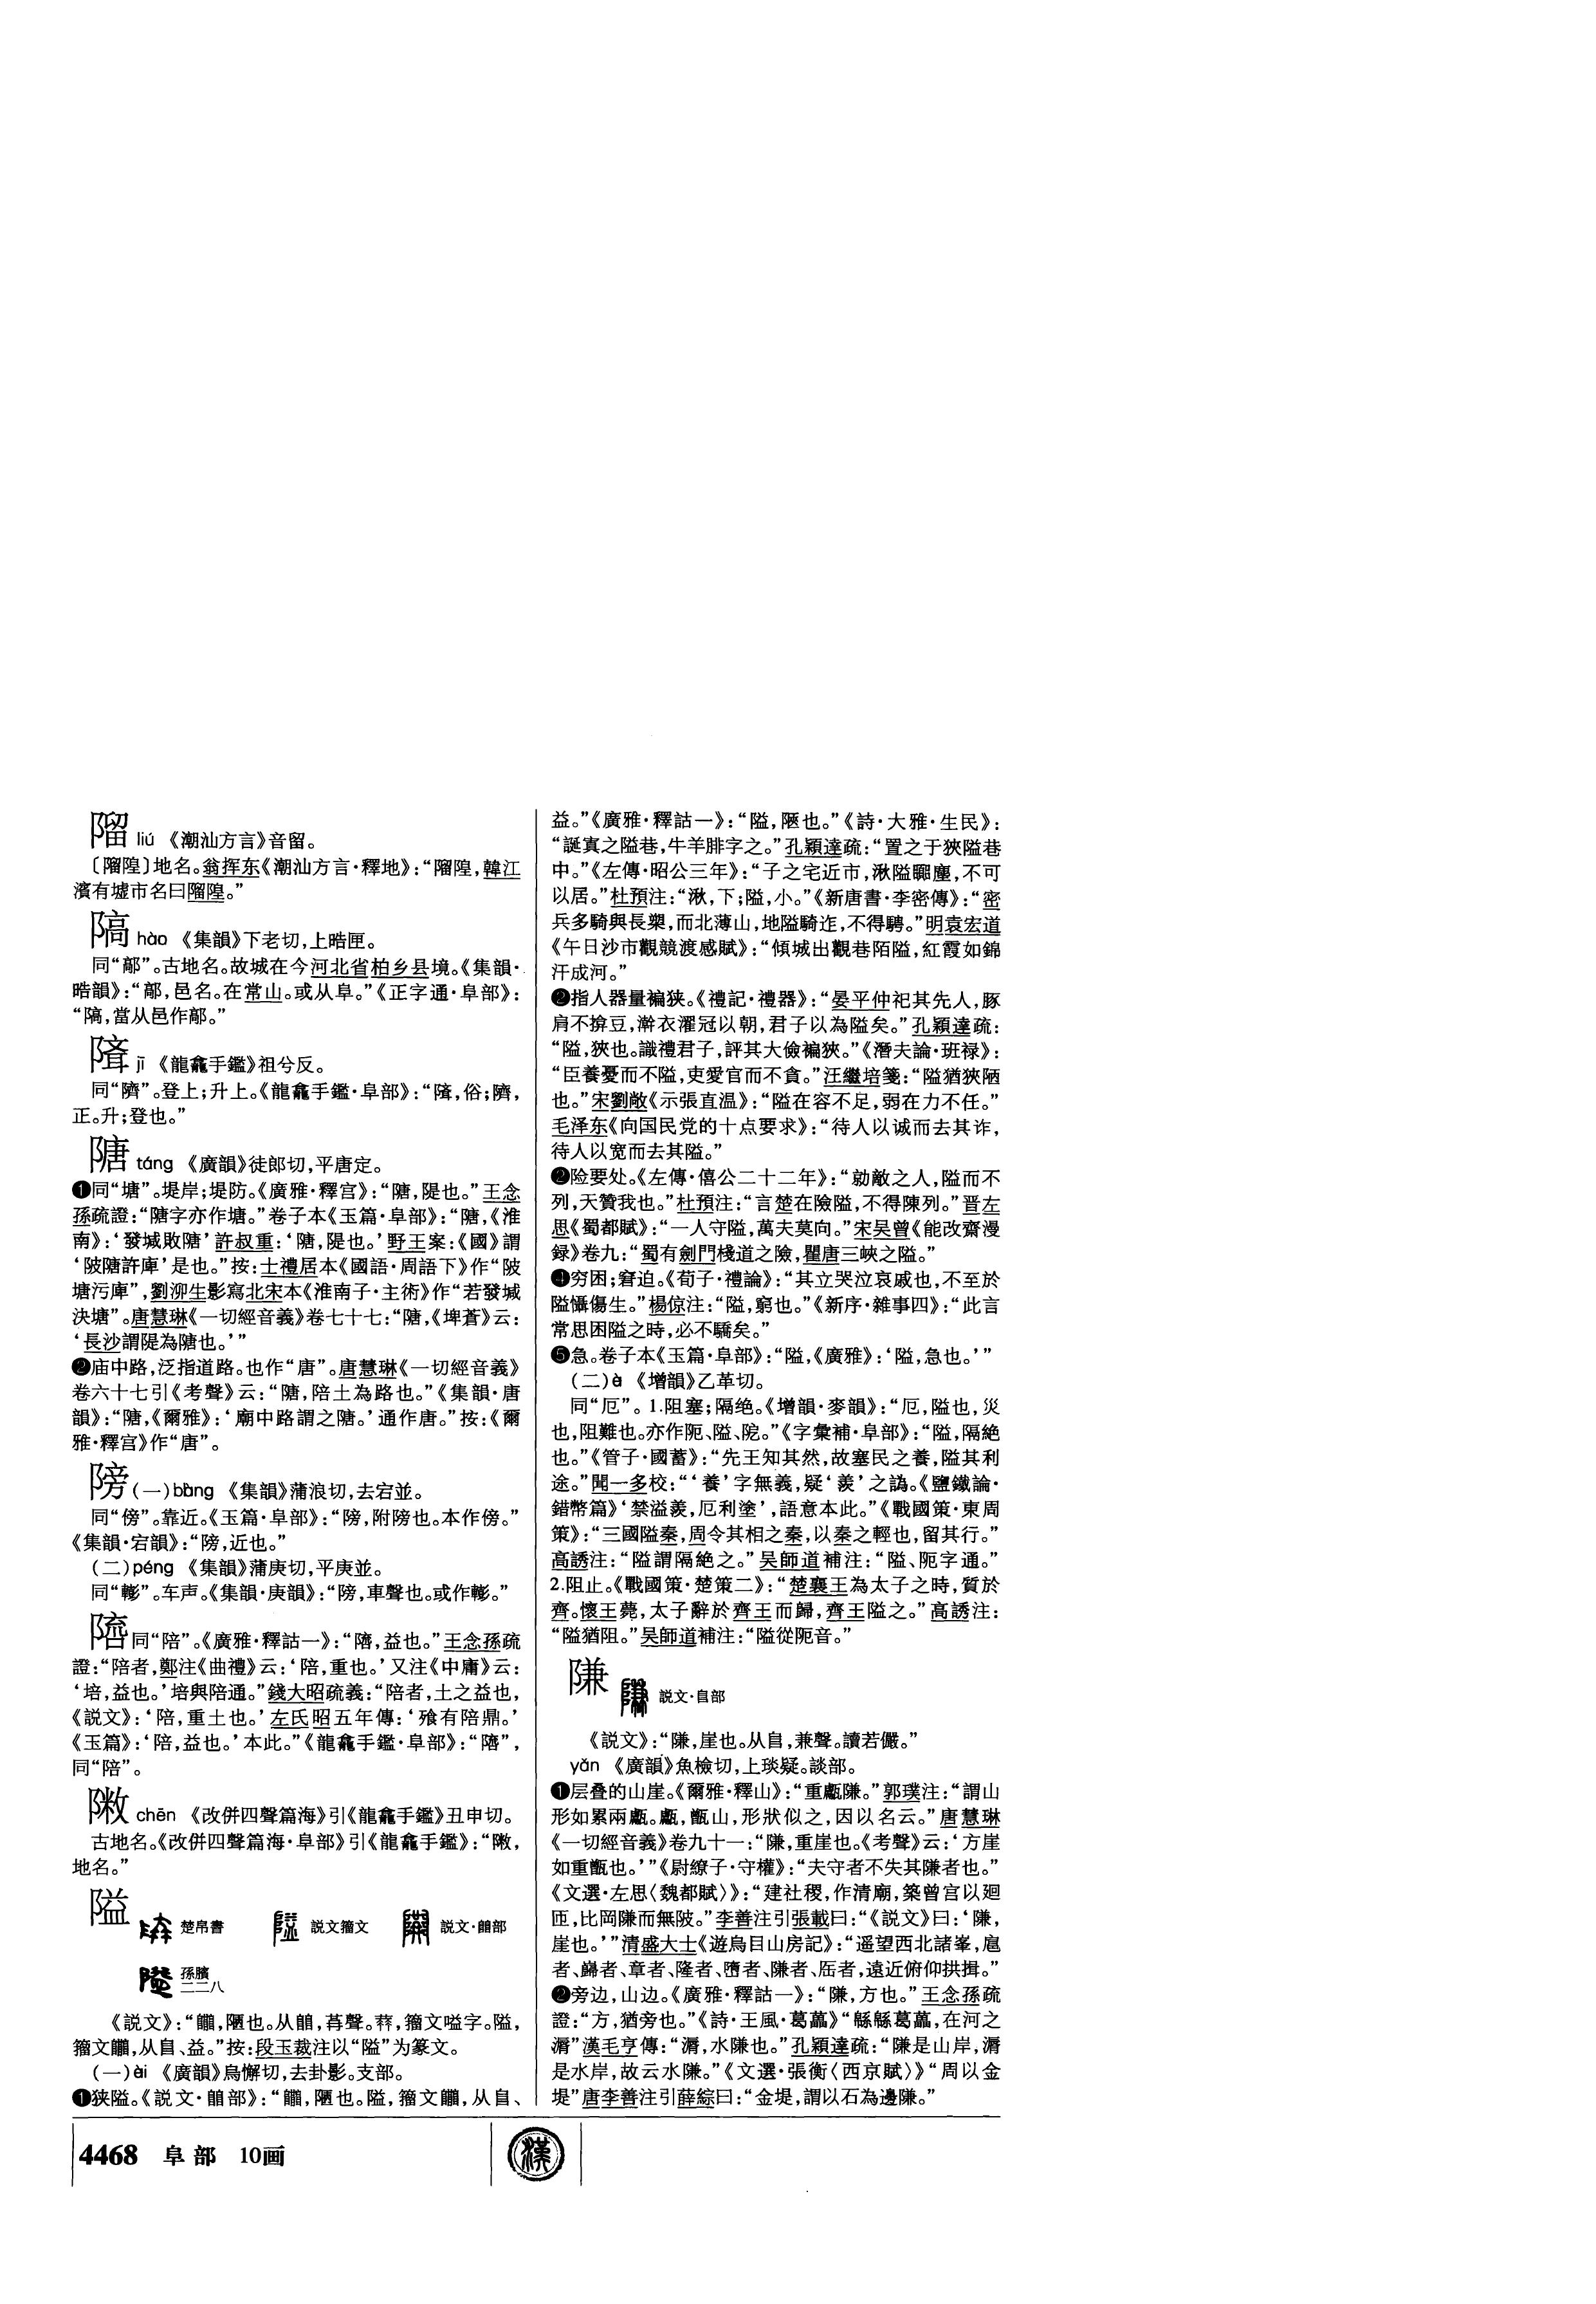 liú 《潮汕方言》音留。
〔𨻧隍〕地名。翁挥东《潮汕方言·釋地》：“𨻧隍，韓江
濱有墟市名曰𨻧隍。”
hào 《集韻》下老切，上晧匣。
同“鄗”。古地名。故城在今河北省柏乡县境。《集韻·
晧韻》：“鄗，邑名。在常山。或从阜。”《正字通·阜部》：
“䧚，當从邑作鄗。”
jī 《龍龕手鑑》祖兮反。
同“隮”。登上；升上。《龍龕手鑑·阜部》：“，俗；隮，
正。升；登也。”
隚 táng 《廣韻》徒郎切，平唐定。
❶同“塘”。堤岸；堤防。《廣雅·釋宫》：“隚，隄也。”王念
孫疏證：“隚字亦作塘。”卷子本《玉篇·阜部》：“隚，《淮
南》：‘發堿敗隚’許叔重：‘隚，隄也。’野王案：《國》謂
‘陂隚許庫’是也。”按：士禮居本《國語·周語下》作“陂
塘污庫”，劉泖生影寫北宋本《淮南子·主術》作“若發堿
決塘”。唐慧琳《一切經音義》卷七十七：“隚，《埤蒼》云：
‘長沙謂隄為隚也。’”
❷庙中路，泛指道路。也作“唐”。唐慧琳《一切經音義》
卷六十七引《考聲》云：“隚，陪土為路也。”《集韻·唐
韻》：“隚，《爾雅》：‘廟中路謂之隚。’通作唐。”按：《爾
雅·釋宫》作“唐”。
䧛 (一)bàng 《集韻》蒲浪切，去宕並。
同“傍”。靠近。《玉篇·阜部》：“䧛，附䧛也。本作傍。”
《集韻·宕韻》：“䧛，近也。”
(二)péng 《集韻》蒲庚切，平庚並。
同“輣”。车声。《集韻·庚韻》：“䧛，車聲也。或作輣。”
同“陪”。《廣雅·釋詁一》：“，益也。”王念孫疏
證：“陪者，鄭注《曲禮》云：‘陪，重也。’又注《中庸》云：
‘培，益也。’培與陪通。”錢大昭疏義：“陪者，土之益也，
《説文》：‘陪，重土也。’左氏昭五年傳：‘飱有陪鼎。’
《玉篇》：‘陪，益也。’本此。”《龍龕手鑑·阜部》：“”，
同“陪”。
chēn 《改併四聲篇海》引《龍龕手鑑》丑申切。
古地名。《改併四聲篇海·阜部》引《龍龕手鑑》：“，
地名。”
隘 楚帛書 説文籀文 説文·部
孫臏
二二八
《説文》：“，陋也。从，聲。，籀文嗌字。隘，
籀文，从𨸏、益。”按：段玉裁注以“隘”为篆文。
(一)ài 《廣韻》烏懈切，去卦影。支部。
❶狭隘。《説文·部》：“，陋也。隘，籀文，从𨸏、
益。”《廣雅·釋詁一》：“隘，陋也。”《詩·大雅·生民》：
“誕寘之隘巷，牛羊腓字之。”孔穎達疏：“置之于狹隘巷
中。”《左傳·昭公三年》：“子之宅近市，湫隘嚻塵，不可
以居。”杜預注：“湫，下；隘，小。”《新唐書·李密傳》：“密
兵多騎與長槊，而北薄山，地隘騎迮，不得騁。”明袁宏道
《午日沙市觀競渡感賦》：“傾城出觀巷陌隘，紅霞如錦
汗成河。”
❷指人器量褊狭。《禮記·禮器》：“晏平仲祀其先人，豚
肩不揜豆，澣衣濯冠以朝，君子以為隘矣。”孔穎達疏：
“隘，狹也。識禮君子，評其大儉褊狹。”《潛夫論·班禄》：
“臣養憂而不隘，吏愛官而不貪。”汪繼培箋：“隘猶狹陋
也。”宋劉敞《示張直温》：“隘在容不足，弱在力不任。”
毛泽东《向国民党的十点要求》：“待人以诚而去其诈，
待人以宽而去其隘。”
❷险要处。《左傳·僖公二十二年》：“勍敵之人，隘而不
列，天贊我也。”杜預注：“言楚在險隘，不得陳列。”晋左
思《蜀都賦》：“一人守隘，萬夫莫向。”宋吴曾《能改齋漫
録》卷九：“蜀有劍門棧道之險，瞿唐三峽之隘。”
❹穷困；窘迫。《荀子·禮論》：“其立哭泣哀戚也，不至於
隘懾傷生。”楊倞注：“隘，窮也。”《新序·雜事四》：“此言
常思困隘之時，必不驕矣。”
❺急。卷子本《玉篇·阜部》：“隘，《廣雅》：‘隘，急也。’”
(二)è 《增韻》乙革切。
同“厄”。1.阻塞；隔绝。《增韻·麥韻》：“厄，隘也，災
也，阻難也。亦作阨、隘、阸。”《字彙補·阜部》：“隘，隔絶
也。”《管子·國蓄》：“先王知其然，故塞民之養，隘其利
途。”聞一多校：“‘養’字無義，疑‘羨’之譌。《鹽鐵論·
錯幣篇》‘禁溢羨，厄利塗’，語意本此。”《戰國策·東周
策》：“三國隘秦，周令其相之秦，以秦之輕也，留其行。”
高誘注：“隘謂隔絶之。”吴師道補注：“隘、阨字通。”
2.阻止。《戰國策·楚策二》：“楚襄王為太子之時，質於
齊。懷王薨，太子辭於齊王而歸，齊王隘之。”高誘注：
“隘猶阻。”吴師道補注：“隘從阨音。”
隒 説文·𨸏部
《説文》：“隒，崖也。从𨸏，兼聲。讀若儼。”
yǎn 《廣韻》魚檢切，上琰疑。談部。
❶层叠的山崖。《爾雅·釋山》：“重甗隒。”郭璞注：“謂山
形如累兩甗。甗，甑山，形狀似之，因以名云。”唐慧琳
《一切經音義》卷九十一：“隒，重崖也。《考聲》云：‘方崖
如重甑也。’”《尉繚子·守權》：“夫守者不失其隒者也。”
《文選·左思〈魏都賦〉》：“建社稷，作清廟，築曾宫以迴
匝，比岡隒而無陂。”李善注引張載曰：“《説文》曰：‘隒，
崖也。’”清盛大士《遊烏目山房記》：“遥望西北諸峯，扈
者、巋者、章者、隆者、墮者、隒者、厜者，遠近俯仰拱揖。”
❷旁边，山边。《廣雅·釋詁一》：“隒，方也。”王念孫疏
證：“方，猶旁也。”《詩·王風·葛藟》“緜緜葛藟，在河之
漘”漢毛亨傳：“漘，水隒也。”孔穎達疏：“隒是山岸，漘
是水岸，故云水隒。”《文選·張衡〈西京賦〉》“周以金
堤”唐李善注引薛綜曰：“金堤，謂以石為邊隒。”
4468 阜部 10画
漢